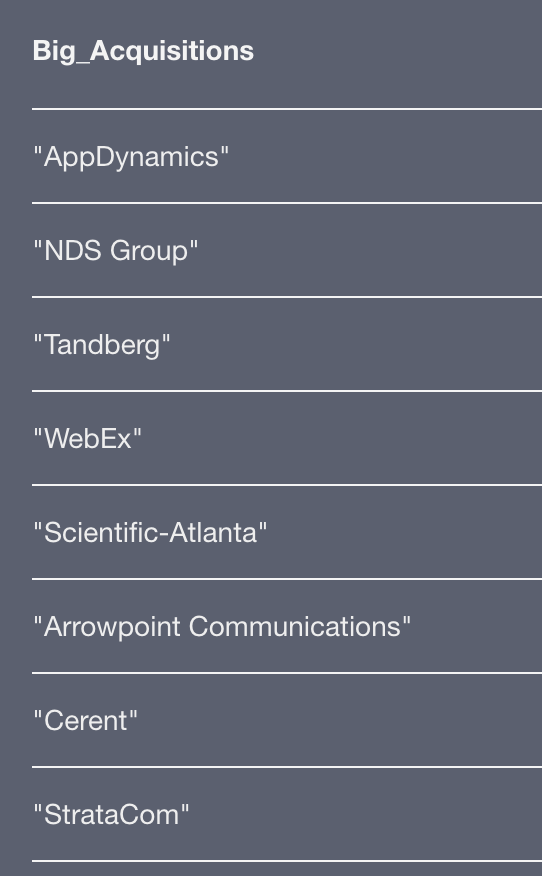 Big_Acquisitions
"AppDynamics"
"NDS Group"
"Tandberg"
"WebEx"
"Scientific-Atlanta"
"Arrowpoint Communications"
"Cerent"
"StrataCom"